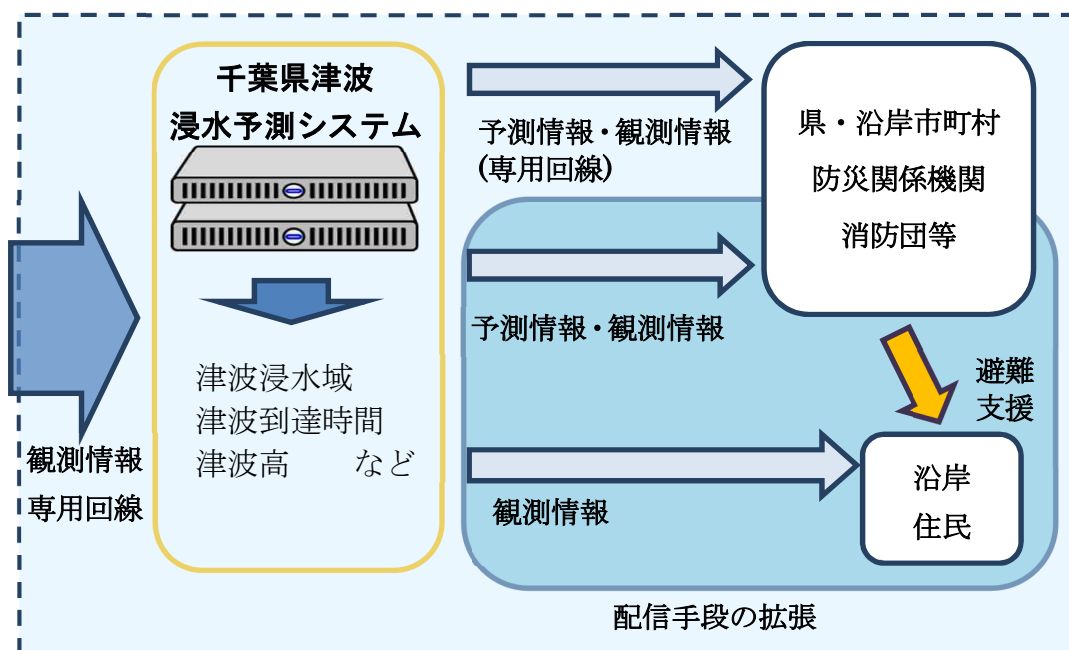 千葉県津波
浸水予測システム
予測情報・観測情報
(専用回線)
県・沿岸市町村
防災関係機関
消防団等
予測情報・観測情報
津波浸水域
津波到達時間
津波高　　など
避難
支援
観測情報
専用回線
観測情報
沿岸
住民
配信手段の拡張